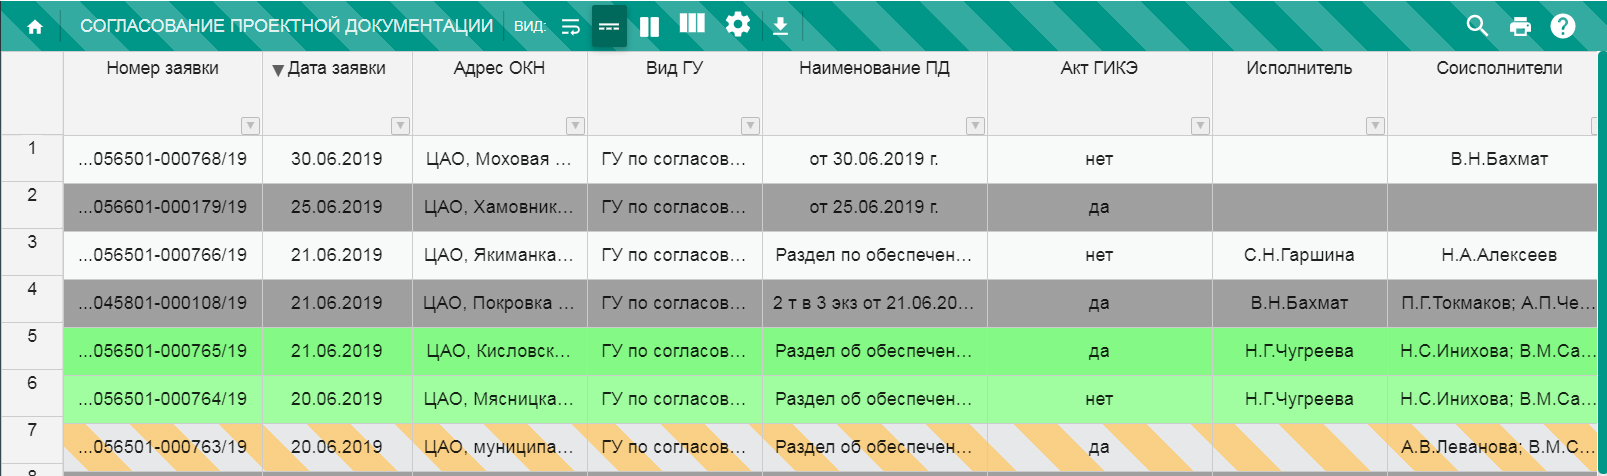 СОГЛАСОВАНИЕ ПРОЕКТНОЙ ДОКУМЕНТАЦИИ ВИД:
Номер заявки ▼Дата заявки Адрес ОКН Вид ГУ Наименование ПД Акт ГИКЭ Исполнитель Соисполнители
1 ...056501-000768/19 30.06.2019 ЦАО, Моховая ... ГУ по согласов... от 30.06.2019 г. нет В.Н.Бахмат
2 ...056601-000179/19 25.06.2019 ЦАО, Хамовник... ГУ по согласов... от 25.06.2019 г. да
3 ...056501-000766/19 21.06.2019 ЦАО, Якиманка... ГУ по согласов... Раздел по обеспечен... нет С.Н.Гаршина Н.А.Алексеев
4 ...045801-000108/19 21.06.2019 ЦАО, Покровка ... ГУ по согласов... 2 т в 3 экз от 21.06.20... да В.Н.Бахмат П.Г.Токмаков; А.П.Че...
5 ...056501-000765/19 21.06.2019 ЦАО, Кисловск... ГУ по согласов... Раздел об обеспечен... да Н.Г.Чугреева Н.С.Инихова; В.М.Са...
6 ...056501-000764/19 20.06.2019 ЦАО, Мясницка... ГУ по согласов... Раздел об обеспечен... нет Н.Г.Чугреева Н.С.Инихова; В.М.Са...
7 ...056501-000763/19 20.06.2019 ЦАО, муниципа... ГУ по согласов... Раздел об обеспечен... да А.В.Леванова; В.М.С...